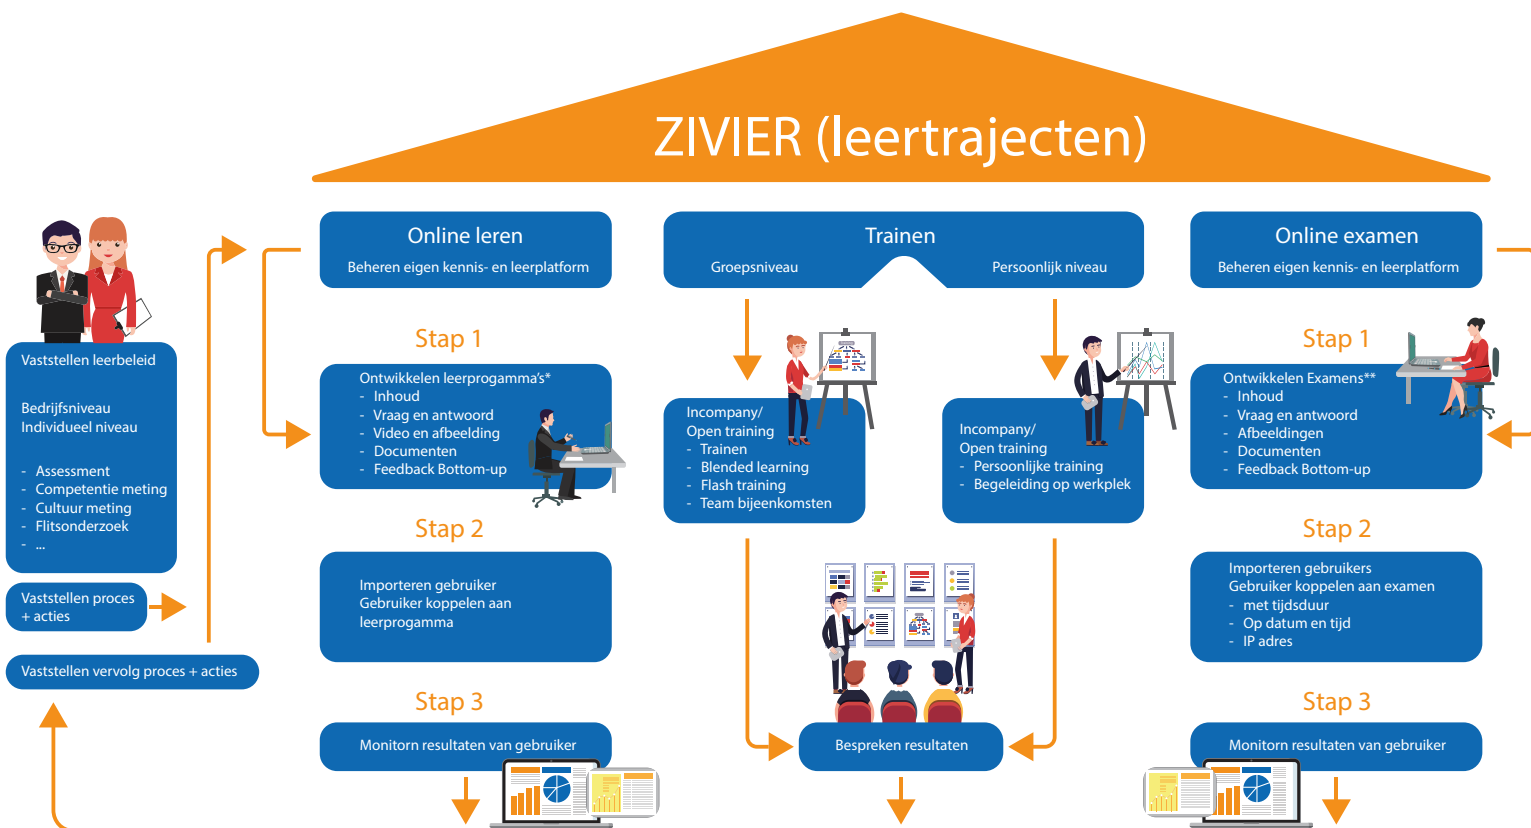 ZIVIER (leertrajecten)
Vaststellen leerbeleid
Bedrijfsniveau
Individueel niveau
- Assessment
- Competentie meting
- Cultuur meting
- Flitsonderzoek
- ...
Vaststellen proces
+ acties
Vaststellen vervolg proces + acties
Online leren
Beheren eigen kennis- en leerplatform
Stap 1
Ontwikkelen leerprogamma's*
- Inhoud
- Vraag en antwoord
- Video en afbeelding
- Documenten
- Feedback Bottom-up
Stap 2
Importeren gebruiker
Gebruiker koppelen aan
leerprogamma
Stap 3
Monitorn resultaten van gebruiker
Trainen
Groepsniveau
Persoonlijk niveau
Incompany/
Open training
- Trainen
- Blended learning
- Flash training
- Team bijeenkomsten
Incompany/
Open training
- Persoonlijke training
- Begeleiding op werkplek
Bespreken resultaten
Online examen
Beheren eigen kennis- en leerplatform
Stap 1
Ontwikkelen Examens**
- Inhoud
- Vraag en antwoord
- Afbeeldingen
- Documenten
- Feedback Bottom-up
Stap 2
Importeren gebruikers
Gebruiker koppelen aan examen
- met tijdsduur
- Op datum en tijd
- IP adres
Stap 3
Monitorn resultaten van gebruiker